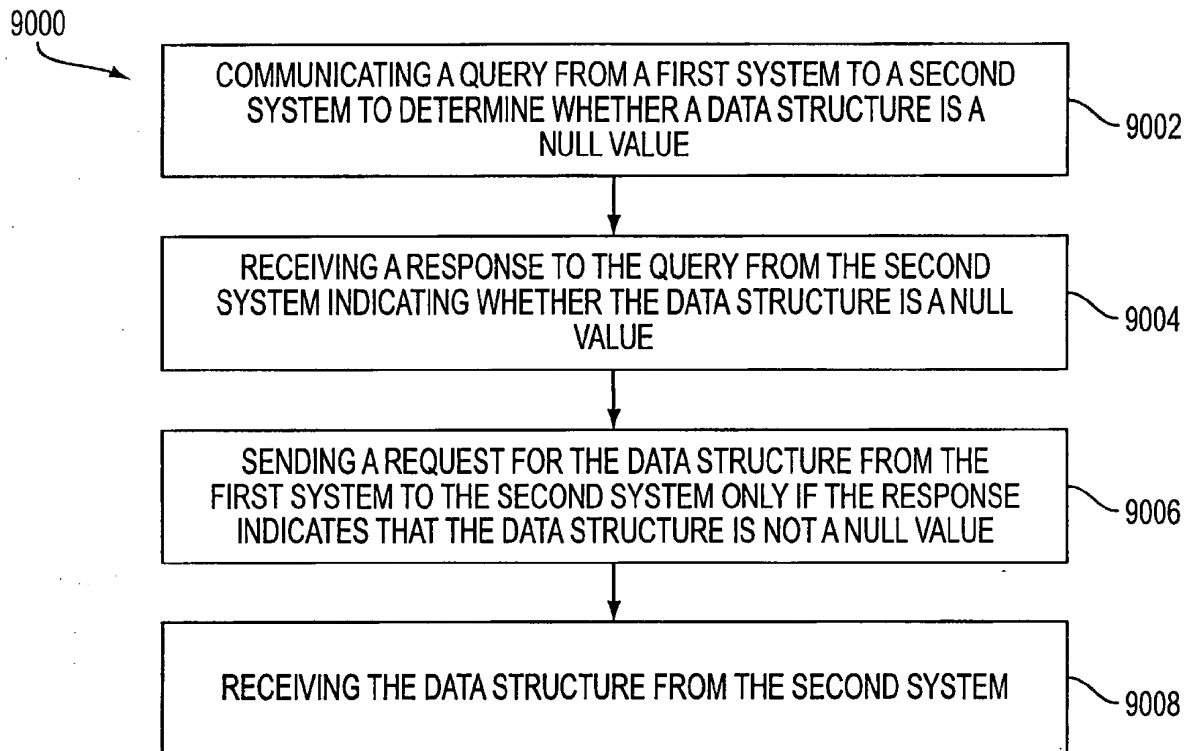 9000
COMMUNICATING A QUERY FROM A FIRST SYSTEM TO A SECOND
SYSTEM TO DETERMINE WHETHER A DATA STRUCTURE IS A
NULL VALUE
9002
RECEIVING A RESPONSE TO THE QUERY FROM THE SECOND
SYSTEM INDICATING WHETHER THE DATA STRUCTURE IS A NULL
VALUE
9004
SENDING A REQUEST FOR THE DATA STRUCTURE FROM THE
FIRST SYSTEM TO THE SECOND SYSTEM ONLY IF THE RESPONSE
INDICATES THAT THE DATA STRUCTURE IS NOT A NULL VALUE
9006
RECEIVING THE DATA STRUCTURE FROM THE SECOND SYSTEM
9008